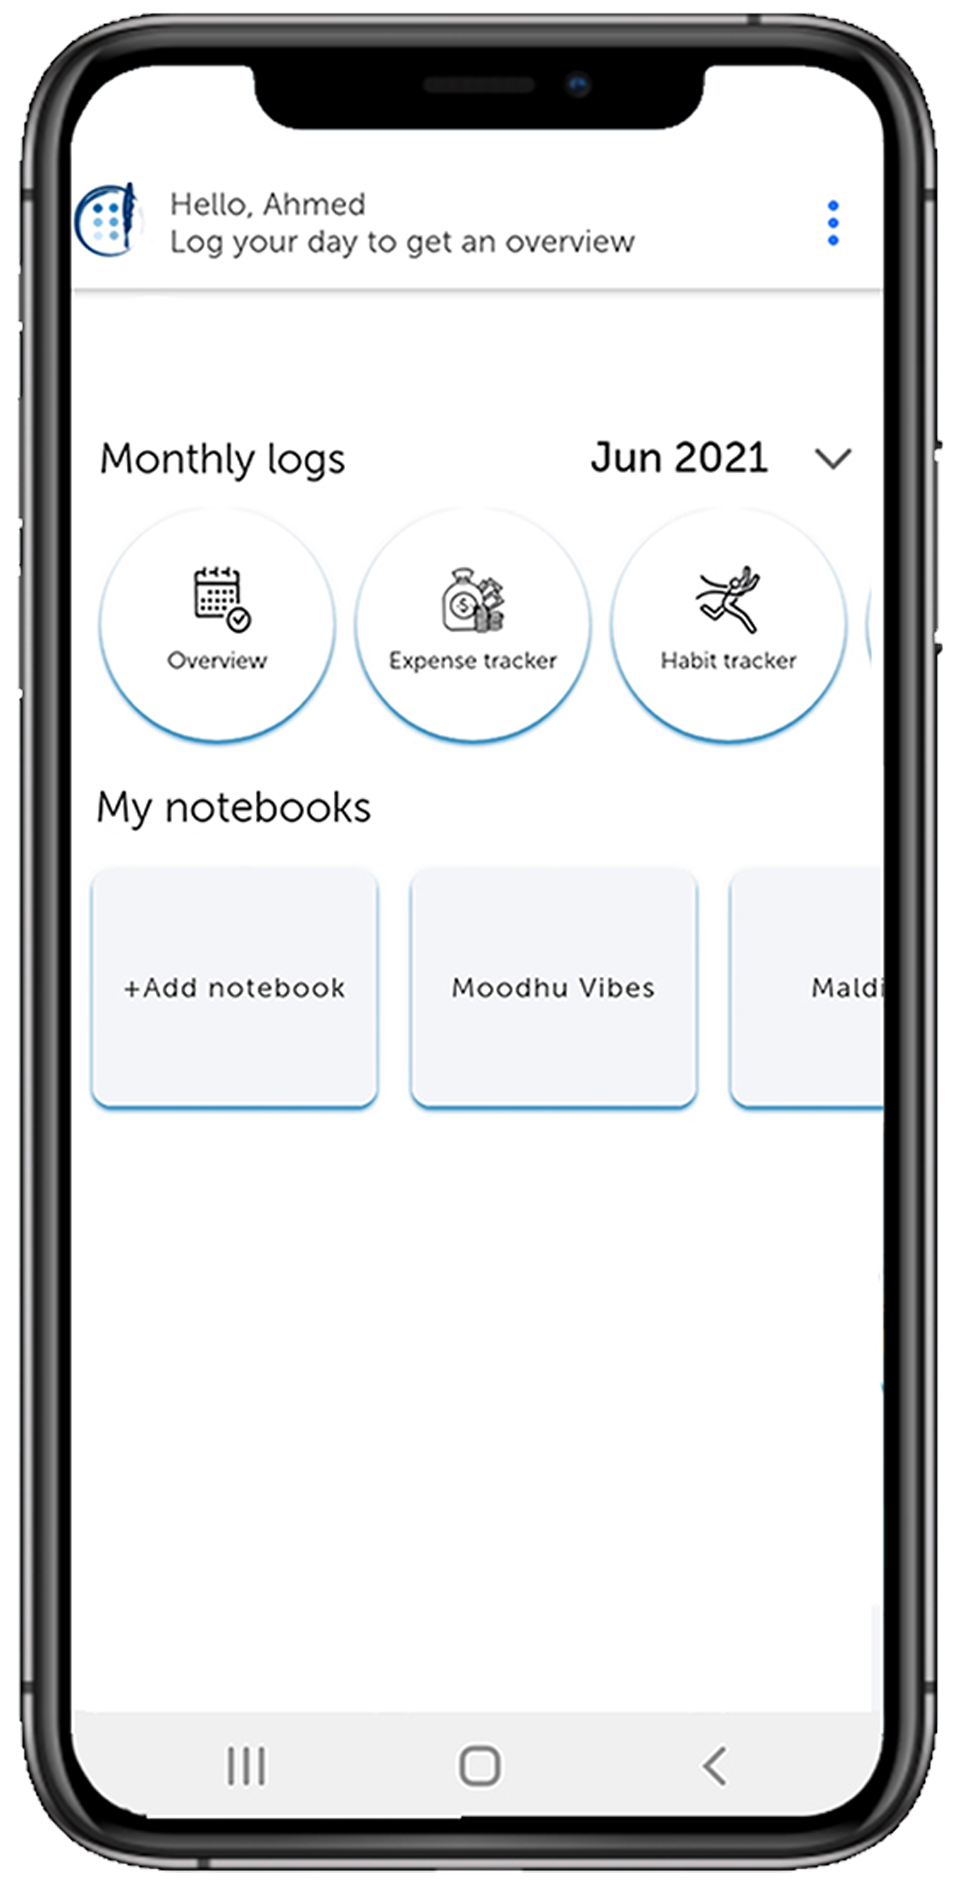 Hello, Ahmed
Log your day to get an overview
Monthly logs
Jun 2021
Overview
Expense tracker
Habit tracker
My notebooks
+Add notebook
Moodhu Vibes
Maldi